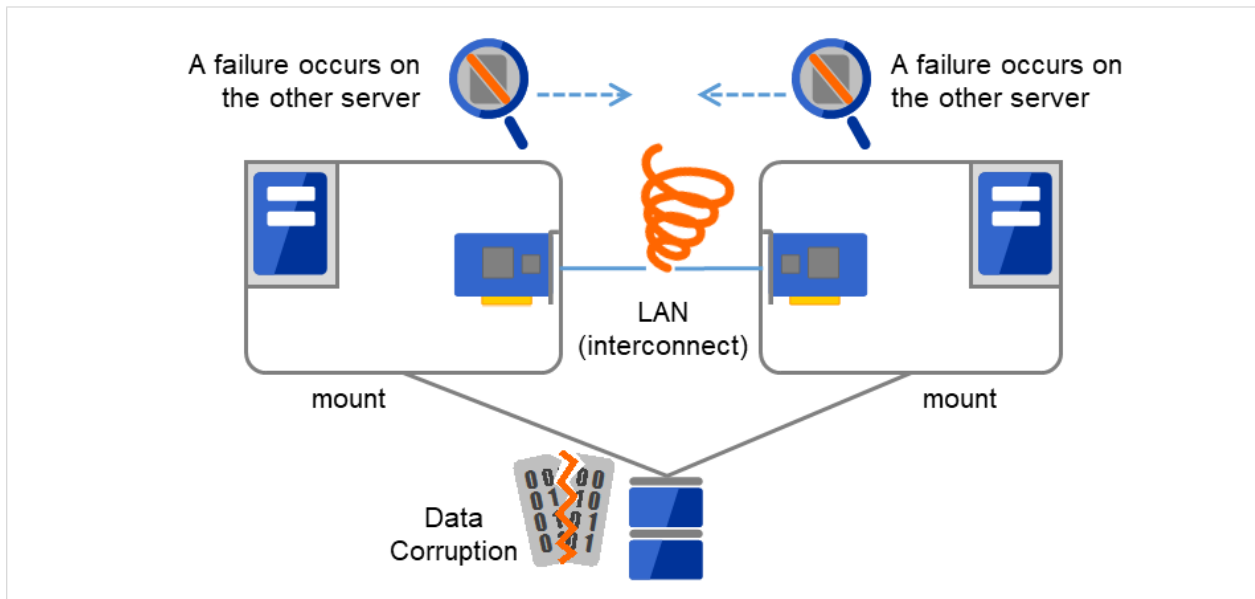 A failure occurs on
the other server
A failure occurs on
the other server
LAN
(interconnect)
mount
mount
Data
Corruption